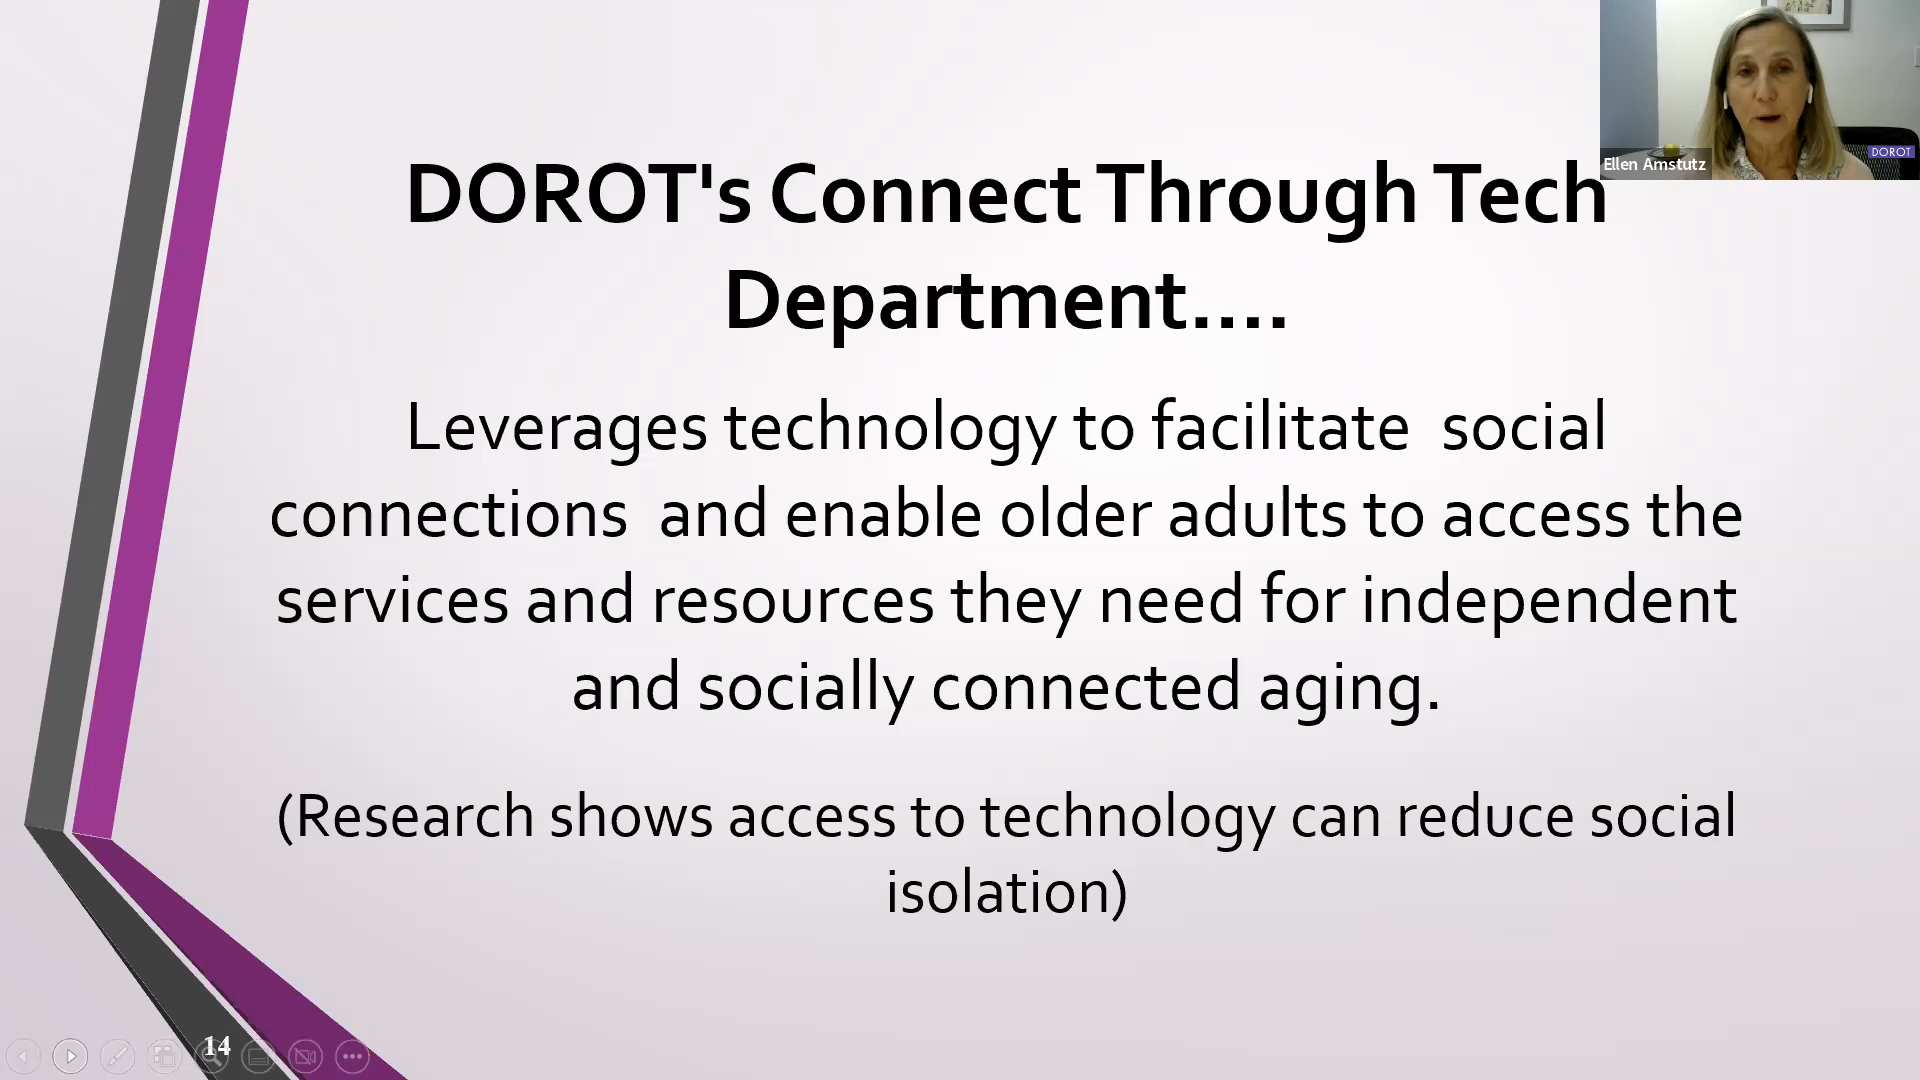 DOROT's Connect Through Tech
Department....
Leverages technology to facilitate  social
connections  and enable older adults to access the
services and resources they need for independent
and socially connected aging.
(Research shows access to technology can reduce social
isolation)
Ellen Amstutz
DOROT
14